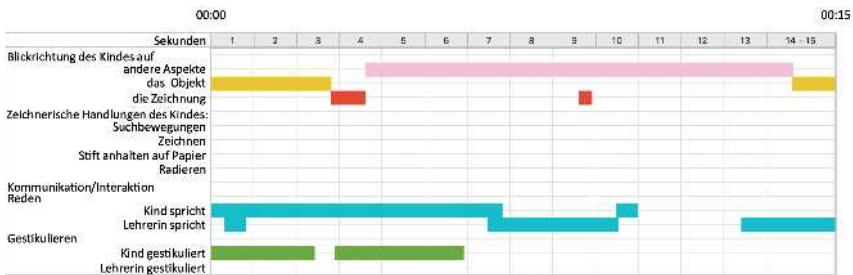 00:00 00:15
Sekunden 1 2 3 4 5 6 7 8 9 10 11 12 13 14 - 15
Blickrichtung des Kindes auf
andere Aspekte
das Objekt
die Zeichnung
Zeichnerische Handlungen des Kindes:
Suchbewegungen
Zeichnen
Stift anhalten auf Papier
Radieren
Kommunikation/Interaktion
Reden
Kind spricht
Lehrerin spricht
Gestikulieren
Kind gestikuliert
Lehrerin gestikuliert